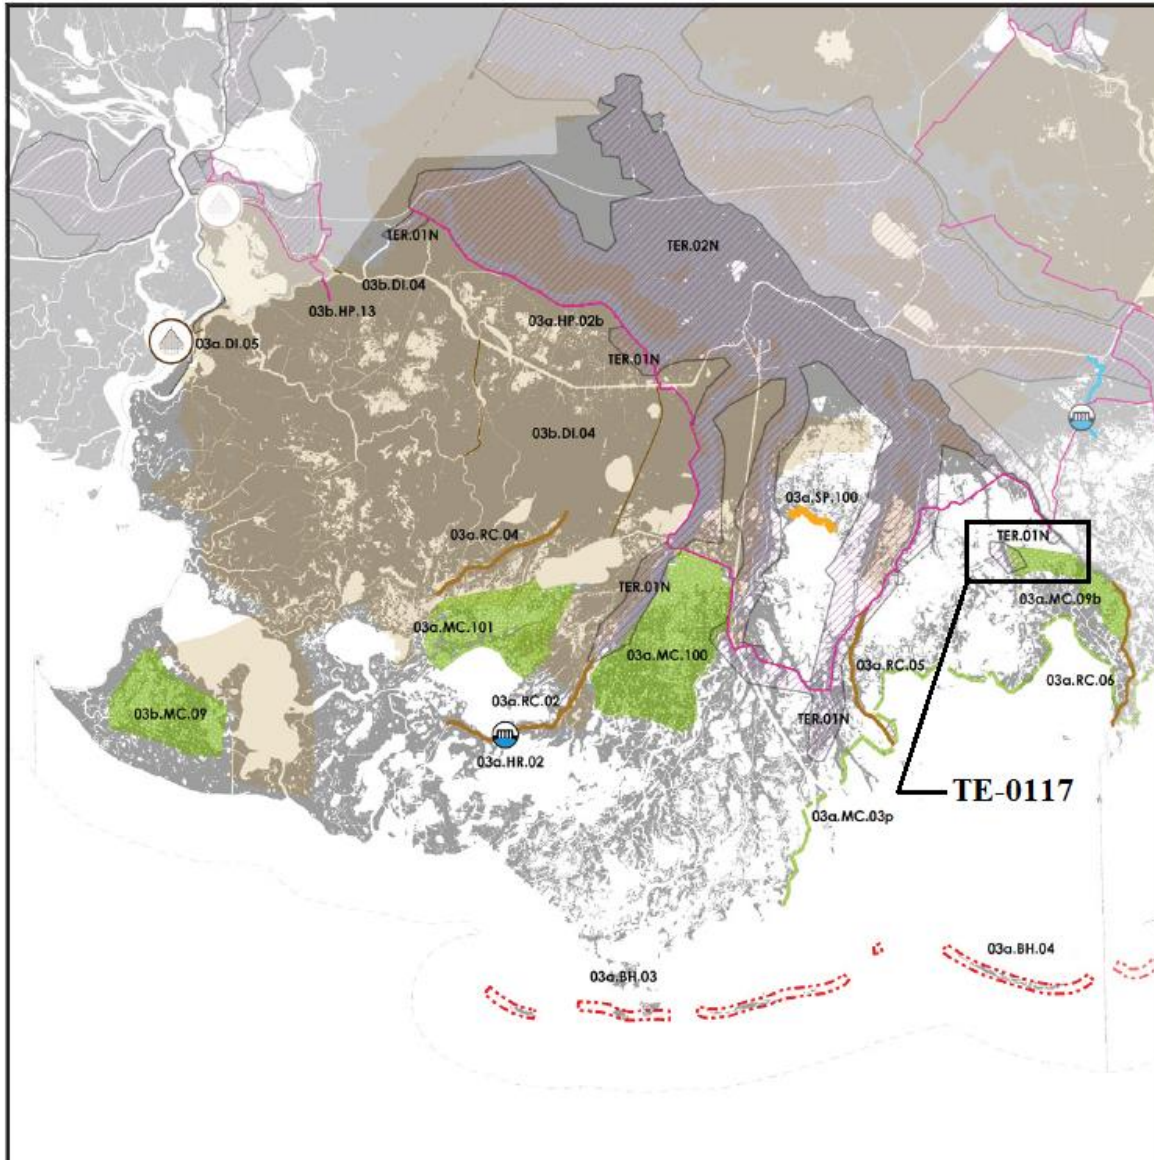 TER.01N
TER.02N
03b.DI.04
03b.HP.13
03a.HP.02b
03a.DI.05
TER.01N
03b.DI.04
03a.SP.100
03a.RC.04
TER.01N
TER.01N
03a.MC.09b
03a.MC.101
03a.MC.100
03a.RC.05
03a.RC.06
03a.RC.02
03b.MC.09
TER.01N
03a.HR.02
TE-0117
03a.MC.03p
03a.BH.04
03a.BH.03